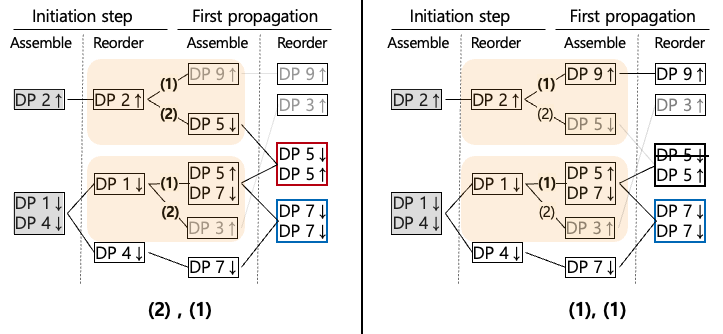 Initiation step
First propagation
Assemble
Reorder
Assemble
Reorder
DP 2↑
DP 2↑
(1)
(2)
DP 9↑
DP 5↓
DP 9↑
DP 3↑
DP 5↓
DP 5↑
DP 1↓
DP 4↓
DP 1↓
(1)
(2)
DP 5↑
DP 7↓
DP 3↑
DP 7↓
DP 7↓
DP 4↓
DP 7↓
(2) , (1)
Initiation step
First propagation
Assemble
Reorder
Assemble
Reorder
DP 2↑
DP 2↑
(1)
(2)
DP 9↑
DP 5↓
DP 9↑
DP 3↑
DP 5↓
DP 5↑
DP 1↓
DP 4↓
DP 1↓
(1)
(2)
DP 5↑
DP 7↓
DP 3↑
DP 7↓
DP 7↓
DP 4↓
DP 7↓
(1), (1)